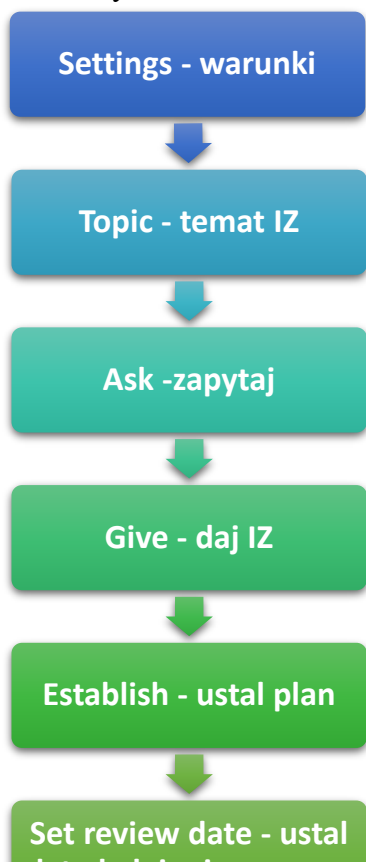 Settings - warunki
Topic - temat IZ
Ask -zapytaj
Give - daj IZ
Establish - ustal plan
Set review date - ustal